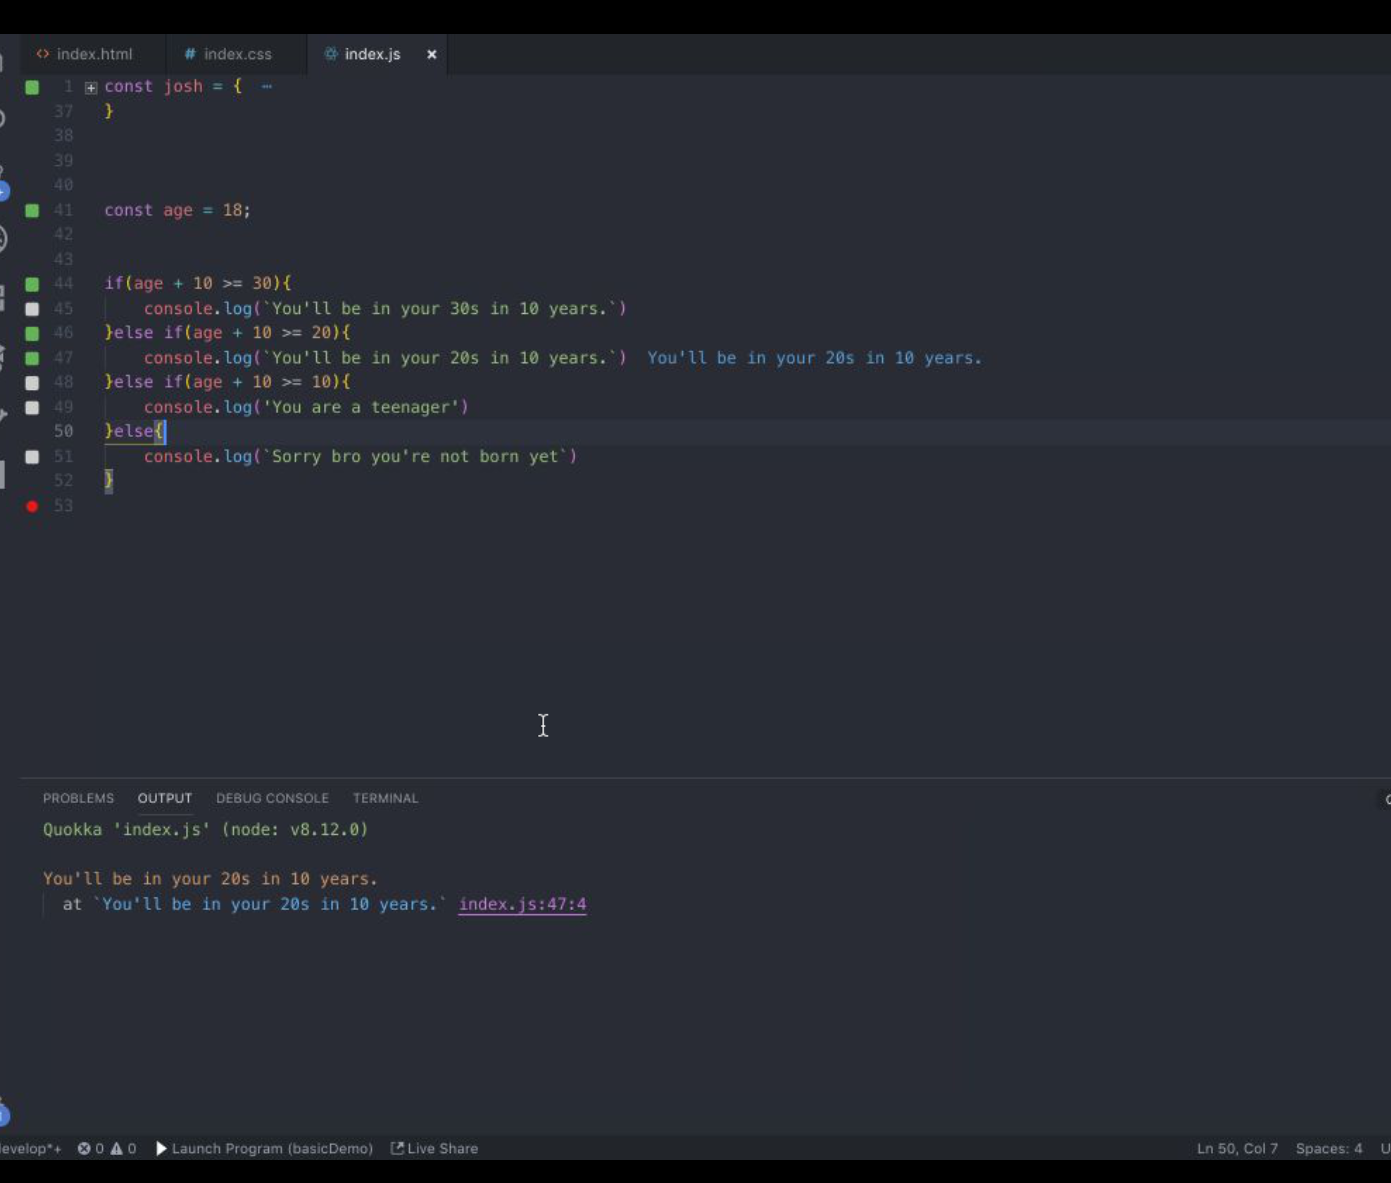 index.html index.css index.js
1 const josh = {
37 }
38
39
40
41 const age = 18;
42
43
44 if(age + 10 >= 30){
45 console.log(`You'll be in your 30s in 10 years.`)
46 }else if(age + 10 >= 20){
47 console.log(`You'll be in your 20s in 10 years.`) You'll be in your 20s in 10 years.
48 }else if(age + 10 >= 10){
49 console.log('You are a teenager')
50 }else{
51 console.log(`Sorry bro you're not born yet`)
52 }
53
PROBLEMS OUTPUT DEBUG CONSOLE TERMINAL
Quokka 'index.js' (node: v8.12.0)
You'll be in your 20s in 10 years.
at `You'll be in your 20s in 10 years.` index.js:47:4
develop*+ 0 0 Launch Program (basicDemo) Live Share Ln 50, Col 7 Spaces: 4